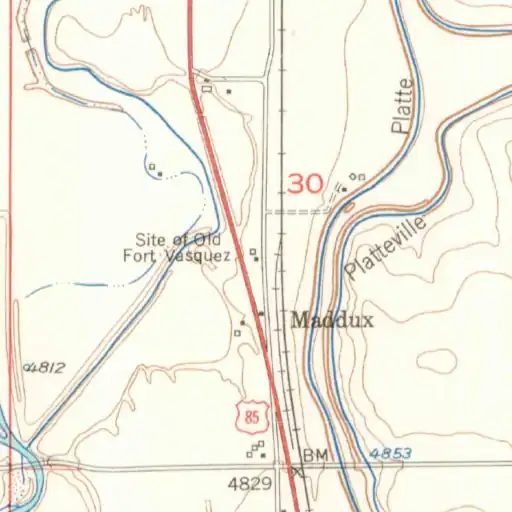 Platte
30
Platteville
Site of Old
Fort Vasquez
Maddux
4812
85
BM
4853
4829